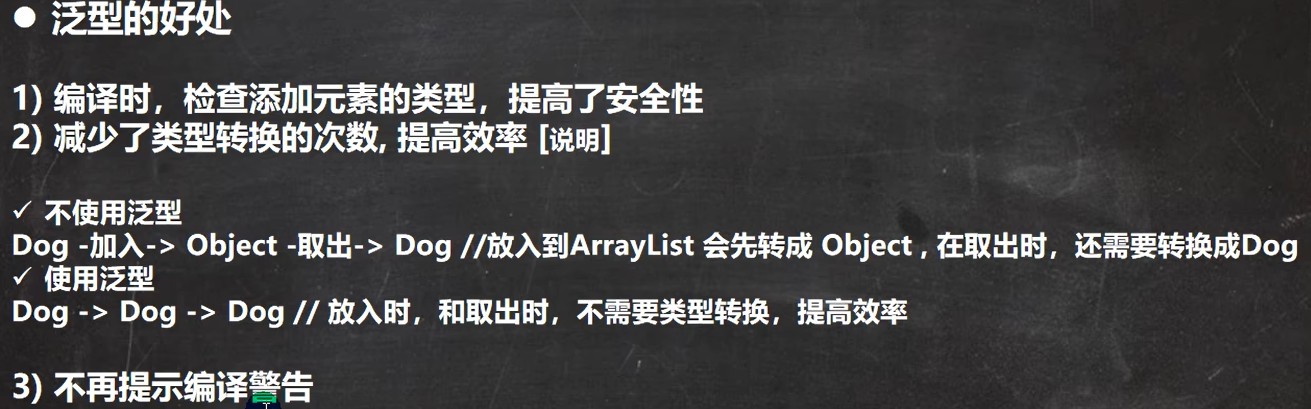 ● 泛型的好处
1) 编译时，检查添加元素的类型，提高了安全性
2) 减少了类型转换的次数, 提高效率 [说明]
✓ 不使用泛型
Dog -加入-> Object -取出-> Dog //放入到ArrayList 会先转成 Object , 在取出时，还需要转换成Dog
✓ 使用泛型
Dog -> Dog -> Dog // 放入时，和取出时，不需要类型转换，提高效率
3) 不再提示编译警告